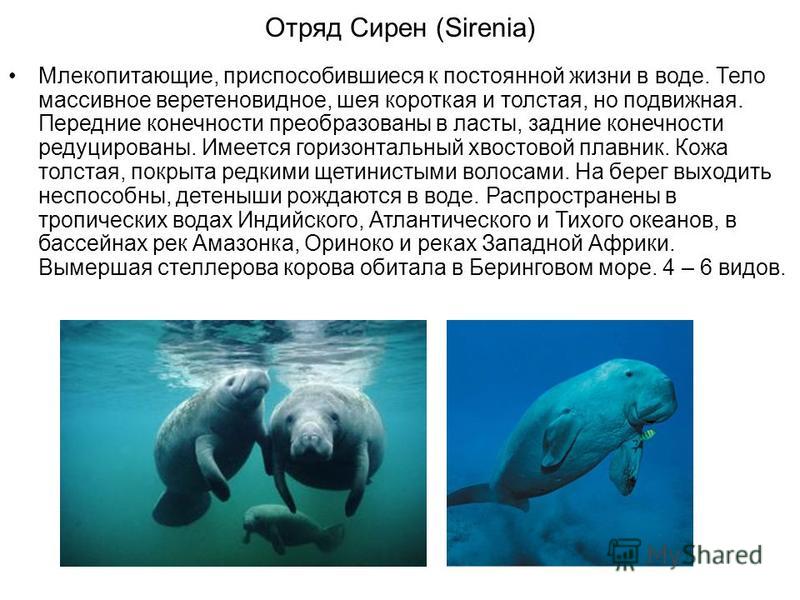 Отряд Сирен (Sirenia)
• Млекопитающие, приспособившиеся к постоянной жизни в воде. Тело
массивное веретеновидное, шея короткая и толстая, но подвижная.
Передние конечности преобразованы в ласты, задние конечности
редуцированы. Имеется горизонтальный хвостовой плавник. Кожа
толстая, покрыта редкими щетинистыми волосами. На берег выходить
неспособны, детеныши рождаются в воде. Распространены в
тропических водах Индийского, Атлантического и Тихого океанов, в
бассейнах рек Амазонка, Ориноко и реках Западной Африки.
Вымершая стеллерова корова обитала в Беринговом море. 4 – 6 видов.
MyShared